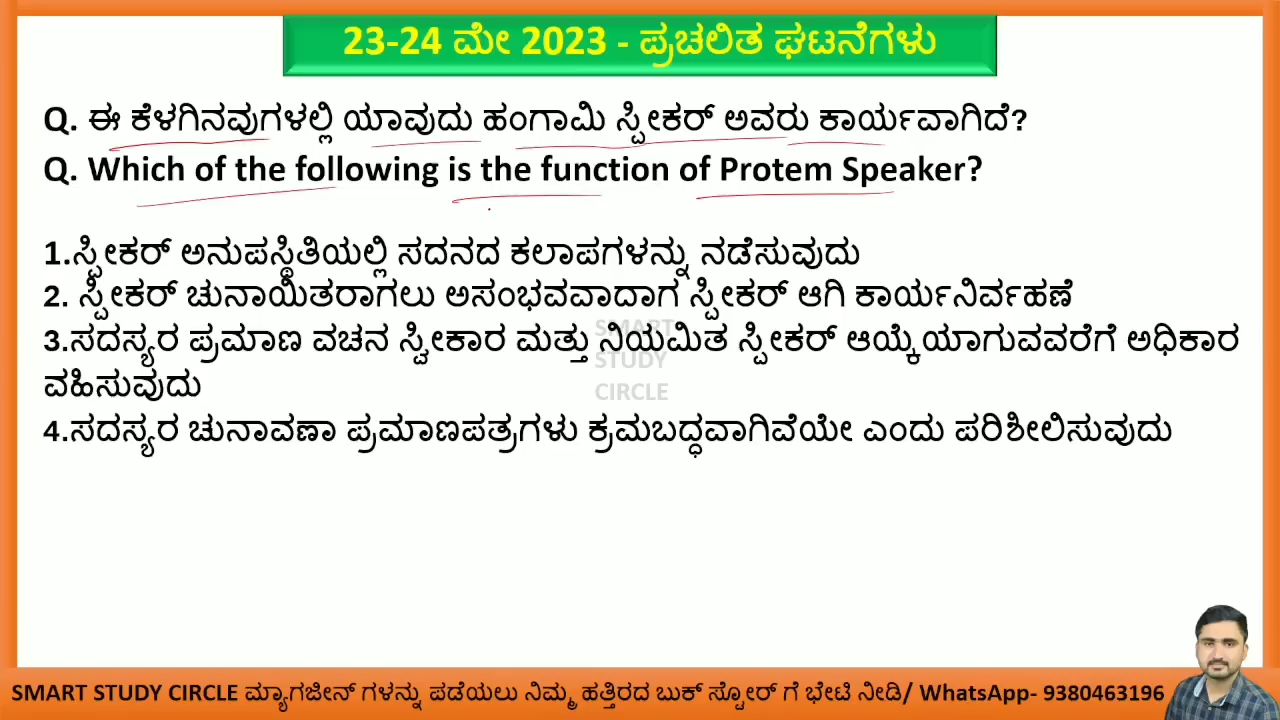 23-24 ಮೇ 2023 - ಪ್ರಚಲಿತ ಘಟನೆಗಳು
Q. ಈ ಕೆಳಗಿನವುಗಳಲ್ಲಿ ಯಾವುದು ಹಂಗಾಮಿ ಸ್ಪೀಕರ್ ಅವರು ಕಾರ್ಯವಾಗಿದೆ?
Q. Which of the following is the function of Protem Speaker?
1.ಸ್ಪೀಕರ್ ಅನುಪಸ್ಥಿತಿಯಲ್ಲಿ ಸದನದ ಕಲಾಪಗಳನ್ನು ನಡೆಸುವುದು
2. ಸ್ಪೀಕರ್ ಚುನಾಯಿತರಾಗಲು ಅಸಂಭವವಾದಾಗ ಸ್ಪೀಕರ್ ಆಗಿ ಕಾರ್ಯನಿರ್ವಹಣೆ
3.ಸದಸ್ಯರ ಪ್ರಮಾಣ ವಚನ ಸ್ವೀಕಾರ ಮತ್ತು ನಿಯಮಿತ ಸ್ಪೀಕರ್ ಆಯ್ಕೆಯಾಗುವವರೆಗೆ ಅಧಿಕಾರ
ವಹಿಸುವುದು
4.ಸದಸ್ಯರ ಚುನಾವಣಾ ಪ್ರಮಾಣಪತ್ರಗಳು ಕ್ರಮಬದ್ಧವಾಗಿವೆಯೇ ಎಂದು ಪರಿಶೀಲಿಸುವುದು
SMART
STUDY
CIRCLE
SMART STUDY CIRCLE ಮ್ಯಾಗಜೀನ್ ಗಳನ್ನು ಪಡೆಯಲು ನಿಮ್ಮ ಹತ್ತಿರದ ಬುಕ್ ಸ್ಟೋರ್ ಗೆ ಭೇಟಿ ನೀಡಿ/ WhatsApp- 9380463196